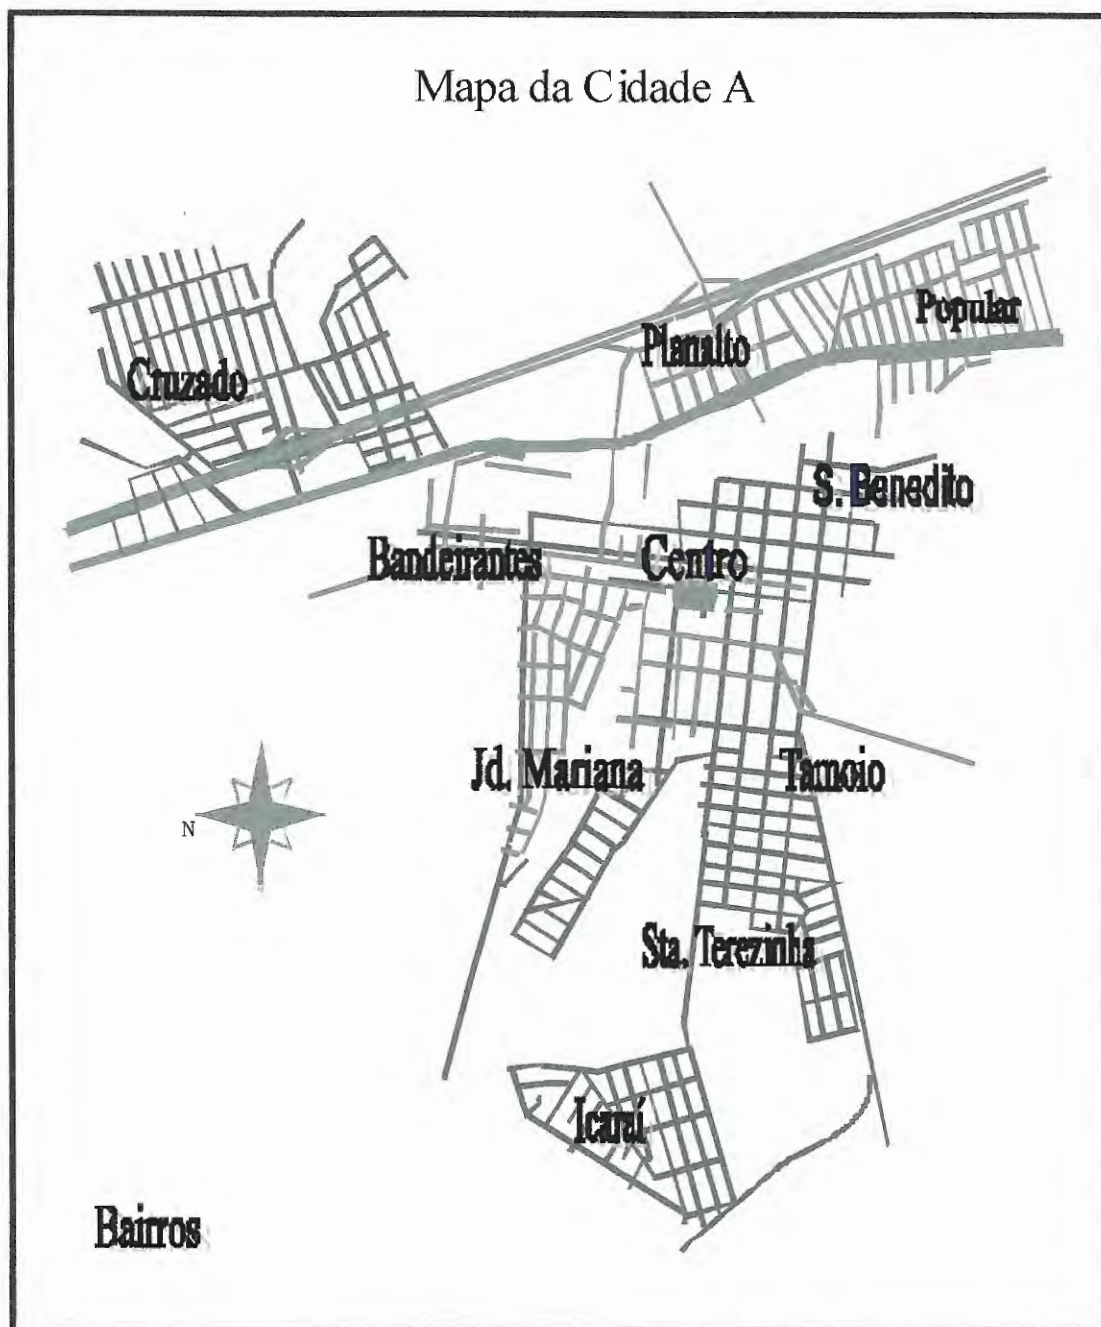 Mapa da Cidade A
Popular
Planalto
Cruzado
S. Benedito
Bandeirantes
Centro
Jd. Mariana
Tamoio
N
Sta. Terezinha
Icaraí
Bairros